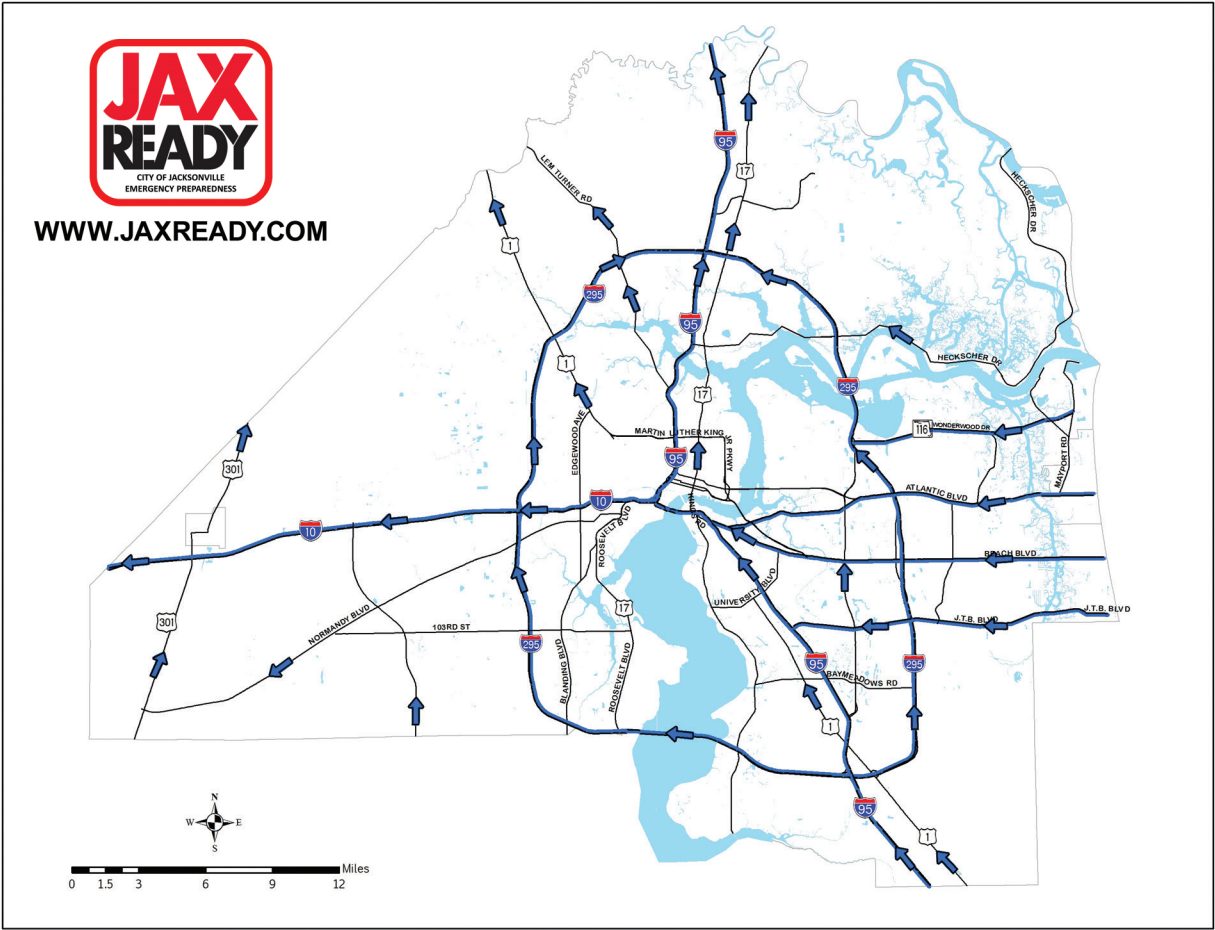 JAX
READY
CITY OF JACKSONVILLE
EMERGENCY PREPAREDNESS
WWW.JAXREADY.COM
95
17
LEM TURNER RD
HECKSCHER DR
1
295
95
HECKSCHER DR
1
295
17
116
WONDERWOOD DR
EDGEWOOD AVE
MARTIN LUTHER KING JR PKWY
MAYPORT RD
95
301
10
ATLANTIC BLVD
KINGS RD
10
ROOSEVELT BLVD
BEACH BLVD
UNIVERSITY BLVD
17
J.T.B. BLVD
J.T.B. BLVD
301
NORMANDY BLVD
103RD ST
295
BLANDING BLVD
ROOSEVELT BLVD
95
295
BAYMEADOWS RD
1
95
1
N
W
E
S
Miles
0 1.5 3 6 9 12